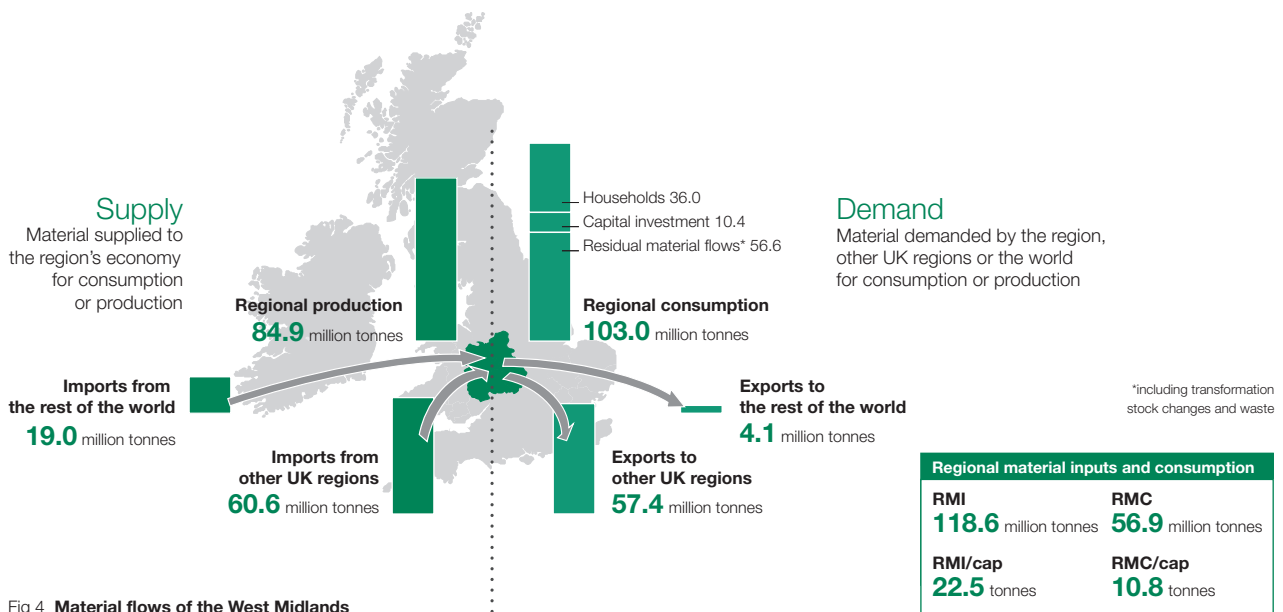 Supply
Material supplied to
the region's economy
for consumption
or production
Regional production
84.9 million tonnes
Imports from
the rest of the world
19.0 million tonnes
Imports from
other UK regions
60.6 million tonnes
Households 36.0
Capital investment 10.4
Residual material flows* 56.6
Regional consumption
103.0 million tonnes
Demand
Material demanded by the region,
other UK regions or the world
for consumption or production
Exports to
the rest of the world
4.1 million tonnes
Exports to
other UK regions
57.4 million tonnes
*including transformation
stock changes and waste
Regional material inputs and consumption
RMI RMC
118.6 million tonnes 56.9 million tonnes
RMI/cap RMC/cap
22.5 tonnes 10.8 tonnes
Fig 4 Material flows of the West Midlands